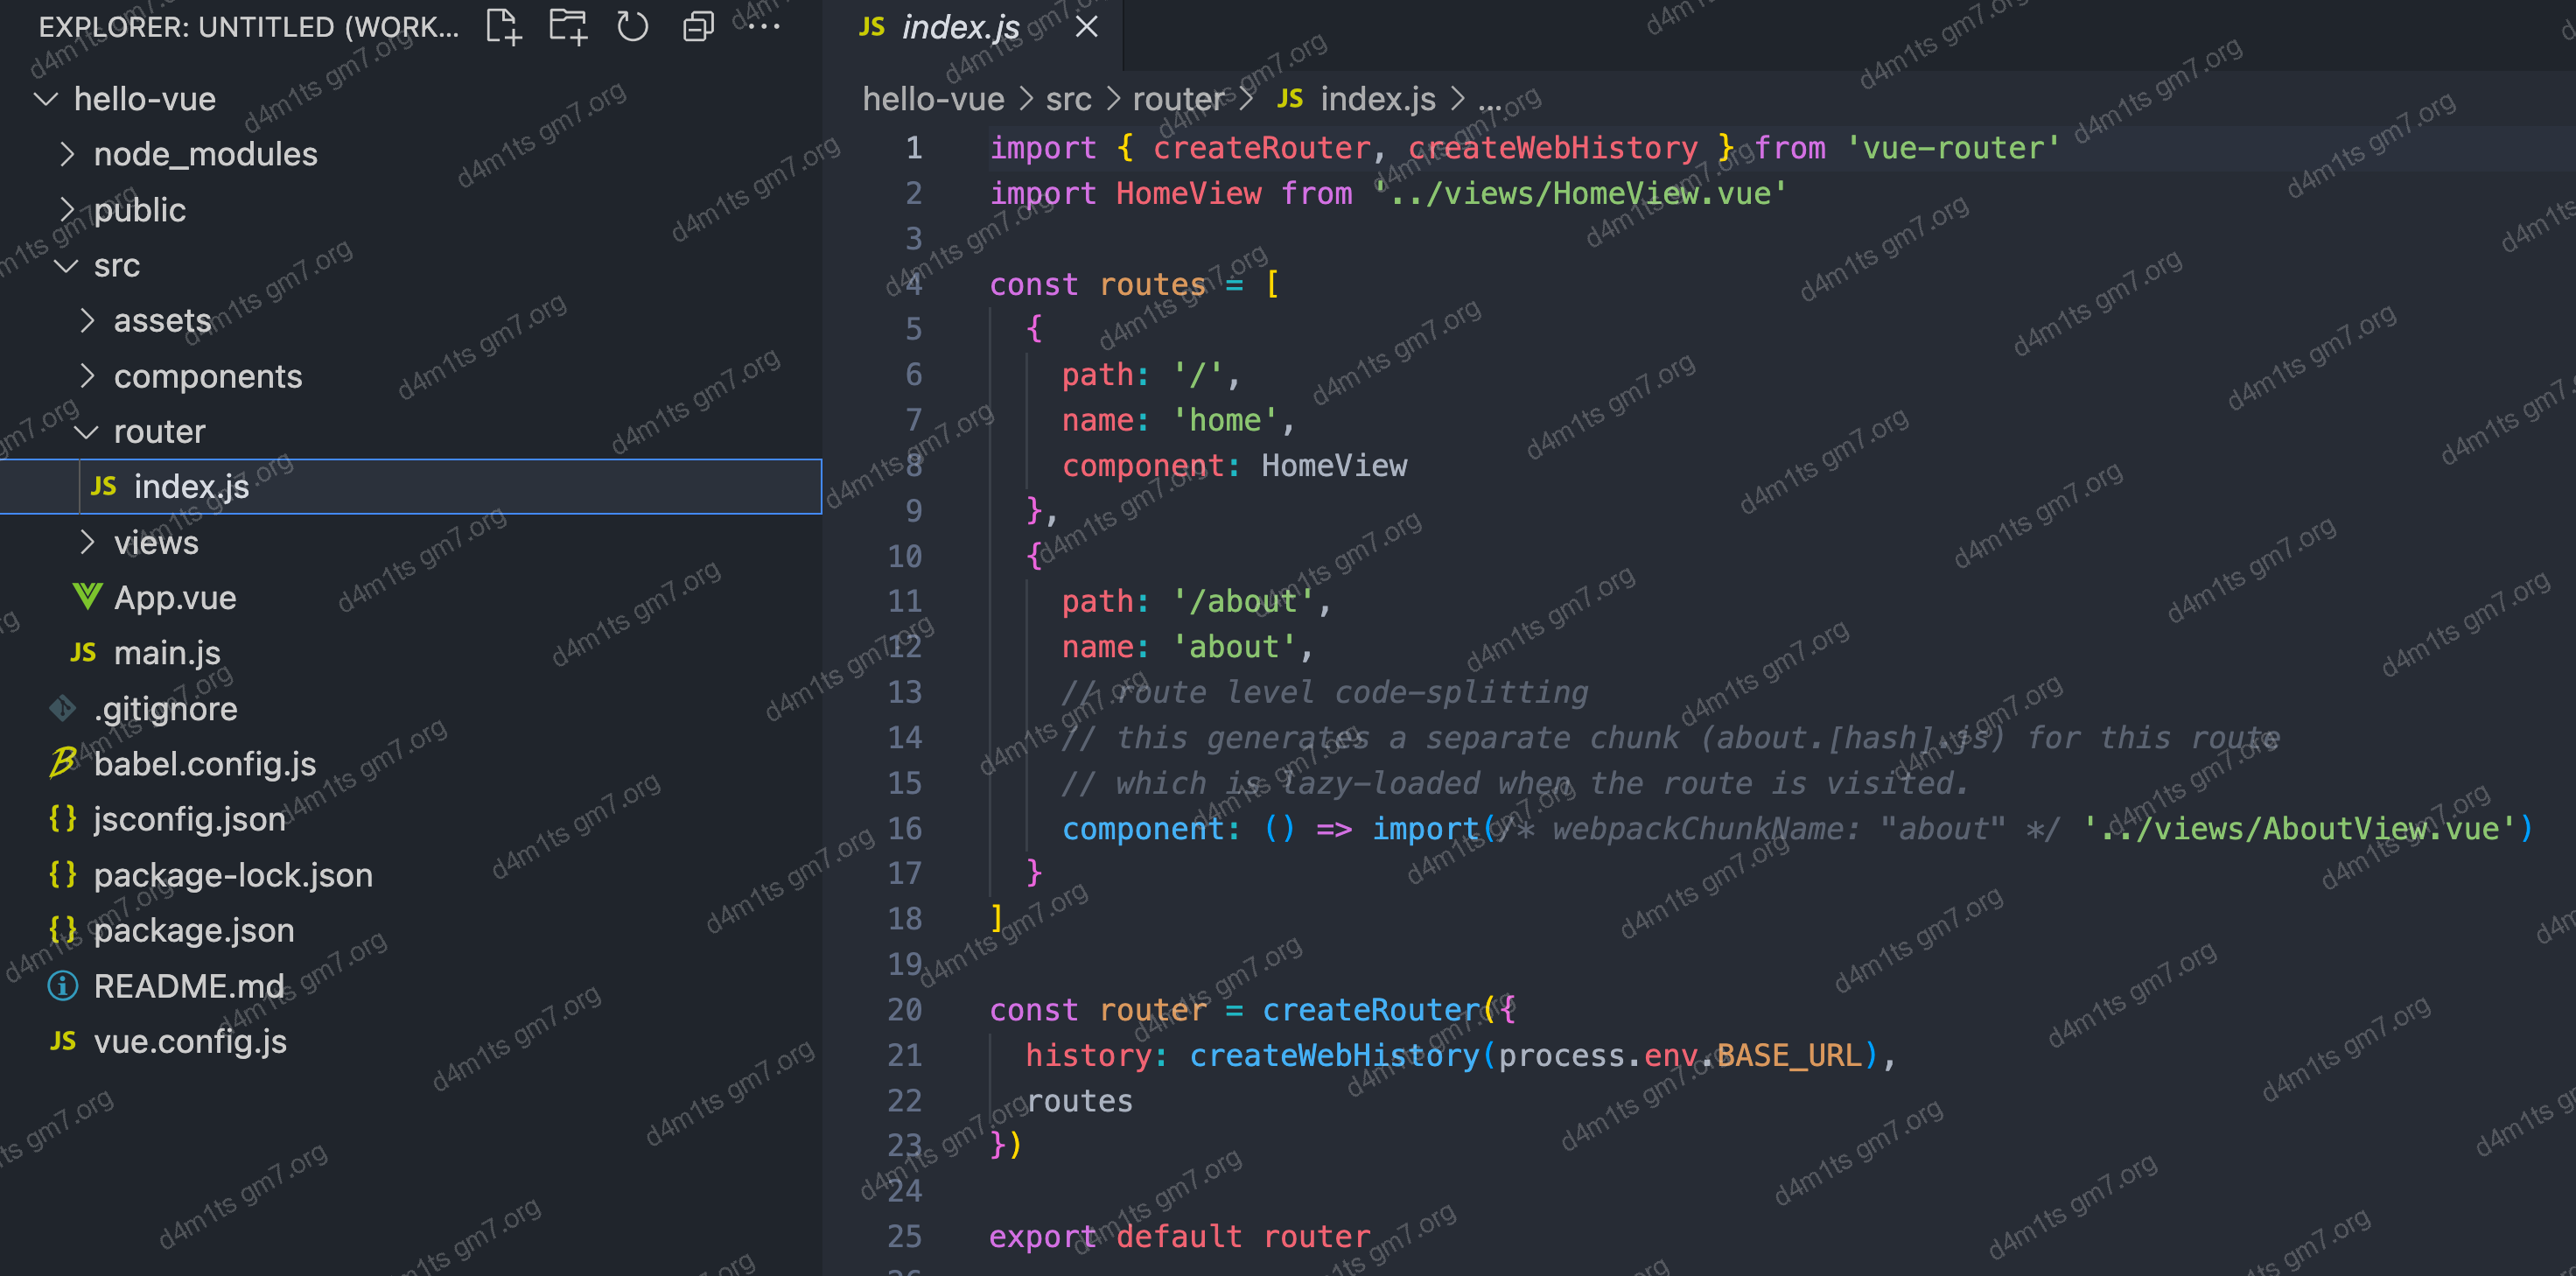 EXPLORER: UNTITLED (WORK...
hello-vue
node_modules
public
src
assets
components
router
JS index.js
views
App.vue
JS main.js
.gitignore
babel.config.js
{} jsconfig.json
{} package-lock.json
{} package.json
README.md
JS vue.config.js
JS index.js
hello-vue > src > router > JS index.js > ...
1 import { createRouter, createWebHistory } from 'vue-router'
2 import HomeView from '../views/HomeView.vue'
3
4 const routes = [
5 {
6 path: '/',
7 name: 'home',
8 component: HomeView
9 },
10 {
11 path: '/about',
12 name: 'about',
13 // route level code-splitting
14 // this generates a separate chunk (about.[hash].js) for this route
15 // which is lazy-loaded when the route is visited.
16 component: () => import(/* webpackChunkName: "about" */ '../views/AboutView.vue')
17 }
18 ]
19
20 const router = createRouter({
21 history: createWebHistory(process.env.BASE_URL),
22 routes
23 })
24
25 export default router
d4m1ts gm7.org